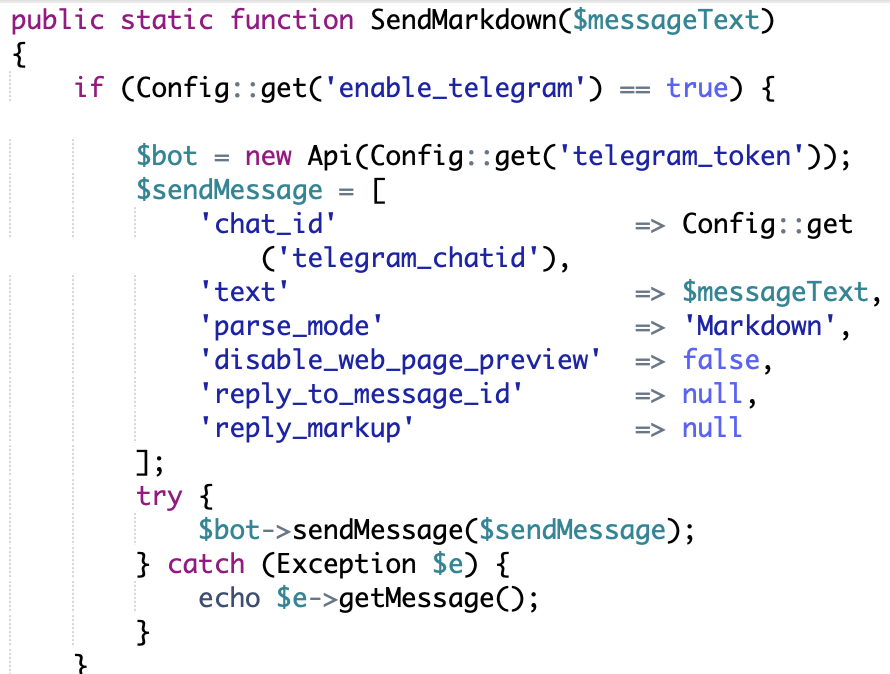 public static function SendMarkdown($messageText)
{
    if (Config::get('enable_telegram') == true) {

        $bot = new Api(Config::get('telegram_token'));
        $sendMessage = [
            'chat_id'                   => Config::get
                ('telegram_chatid'),
            'text'                      => $messageText,
            'parse_mode'                => 'Markdown',
            'disable_web_page_preview'  => false,
            'reply_to_message_id'       => null,
            'reply_markup'              => null
        ];
        try {
            $bot->sendMessage($sendMessage);
        } catch (Exception $e) {
            echo $e->getMessage();
        }
    }